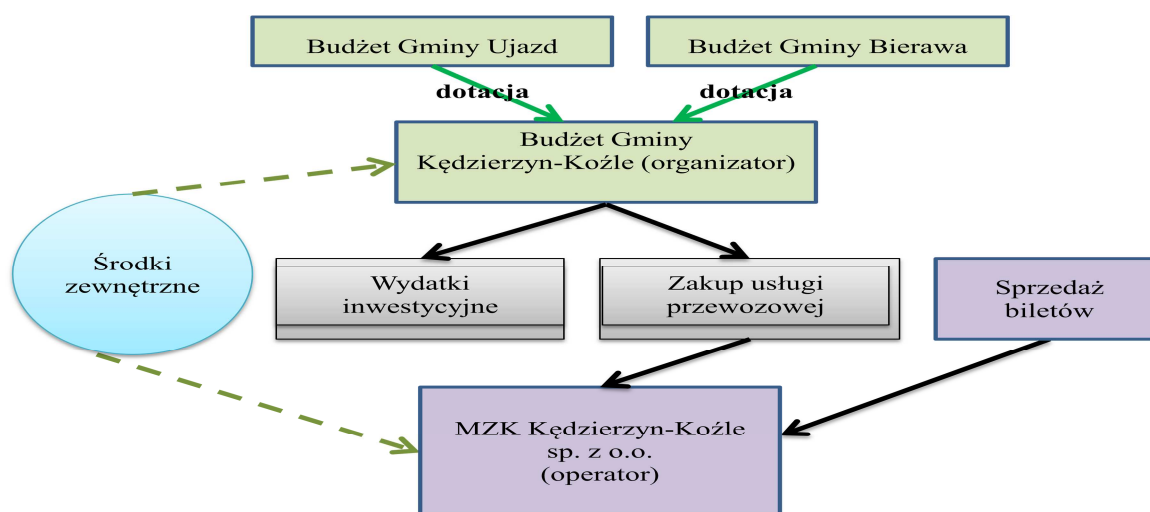 Budżet Gminy Ujazd
Budżet Gminy Bierawa
dotacja
dotacja
Budżet Gminy
Kędzierzyn-Koźle (organizator)
Środki
zewnętrzne
Wydatki
inwestycyjne
Zakup usługi
przewozowej
Sprzedaż
biletów
MZK Kędzierzyn-Koźle
sp. z o.o.
(operator)